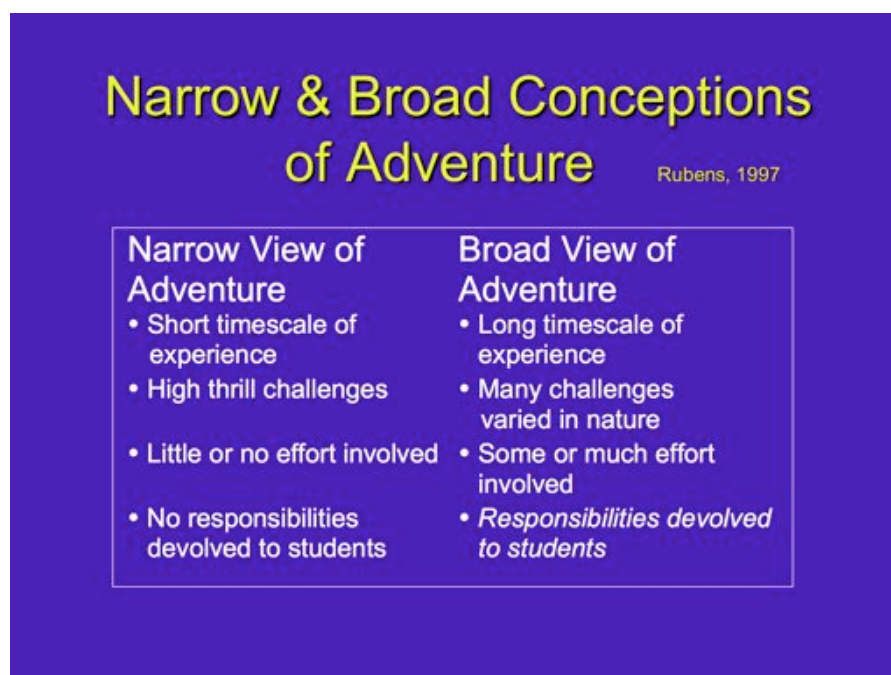 Narrow & Broad Conceptions
of Adventure Rubens, 1997
Narrow View of
Adventure
• Short timescale of
experience
• High thrill challenges
• Little or no effort involved
• No responsibilities
devolved to students
Broad View of
Adventure
• Long timescale of
experience
• Many challenges
varied in nature
• Some or much effort
involved
• Responsibilities devolved
to students